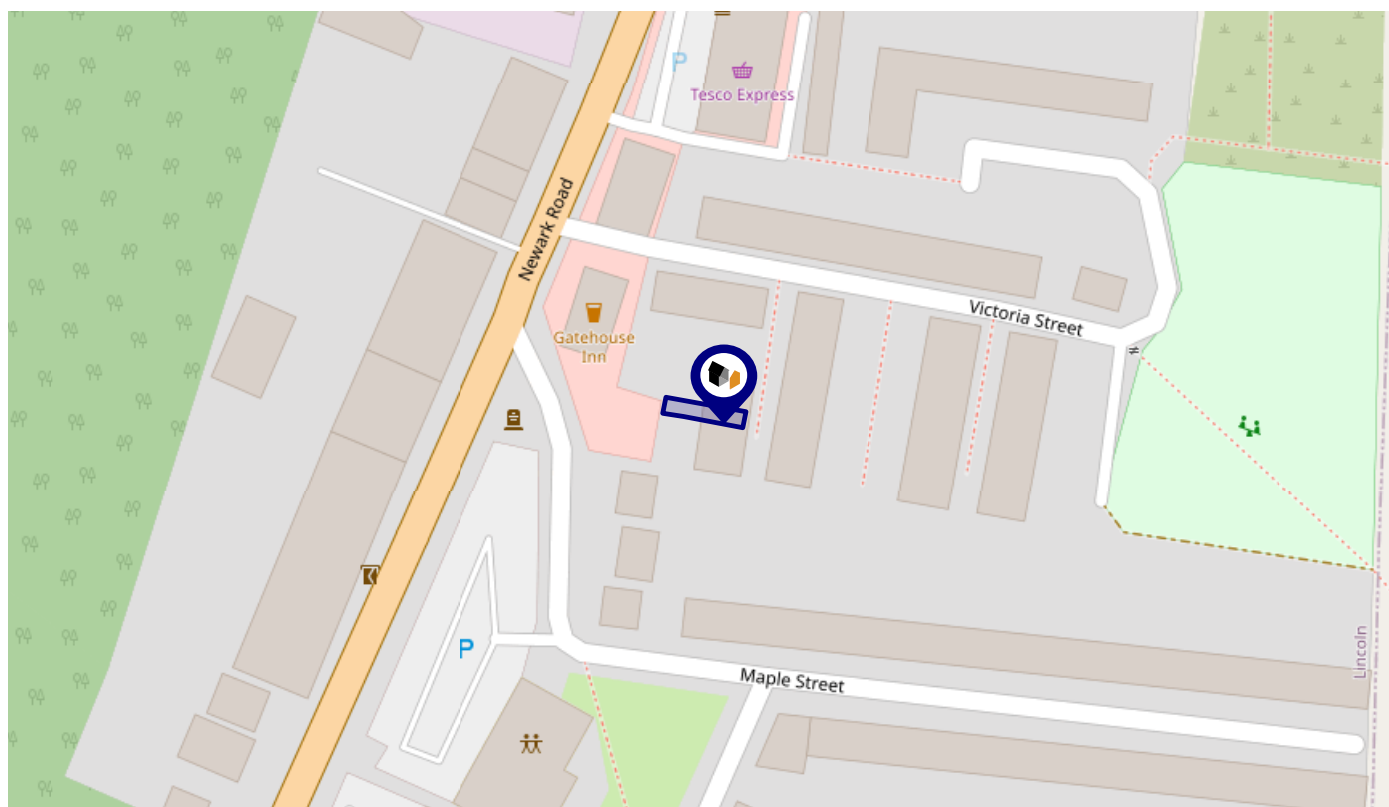 P
Tesco Express
Newark Road
Victoria Street
Gatehouse
Inn
P
Maple Street
Lincoln